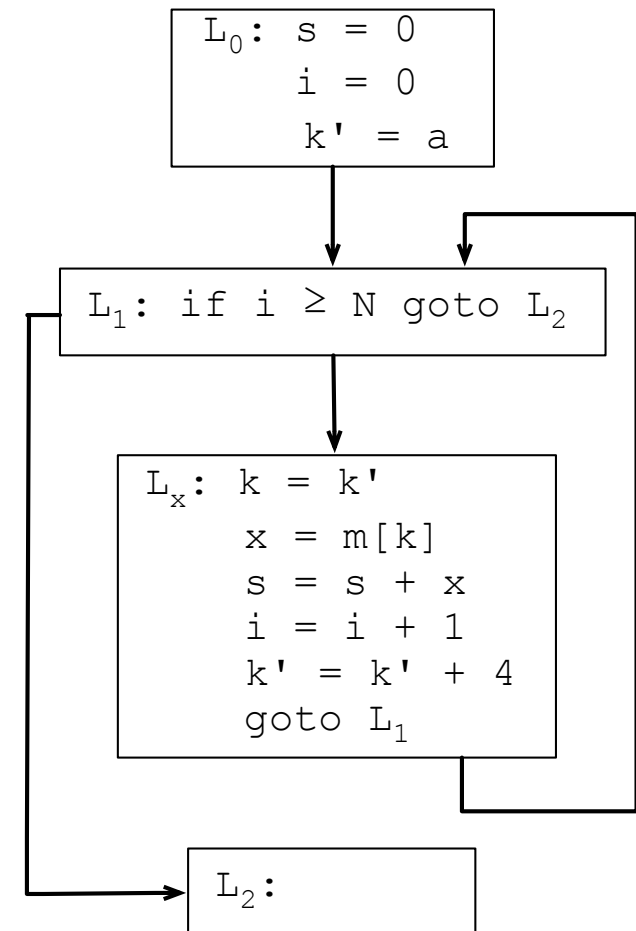 L₀: s = 0
i = 0
k' = a
L₁: if i ≥ N goto L₂
Lₓ: k = k'
x = m[k]
s = s + x
i = i + 1
k' = k' + 4
goto L₁
L₂: